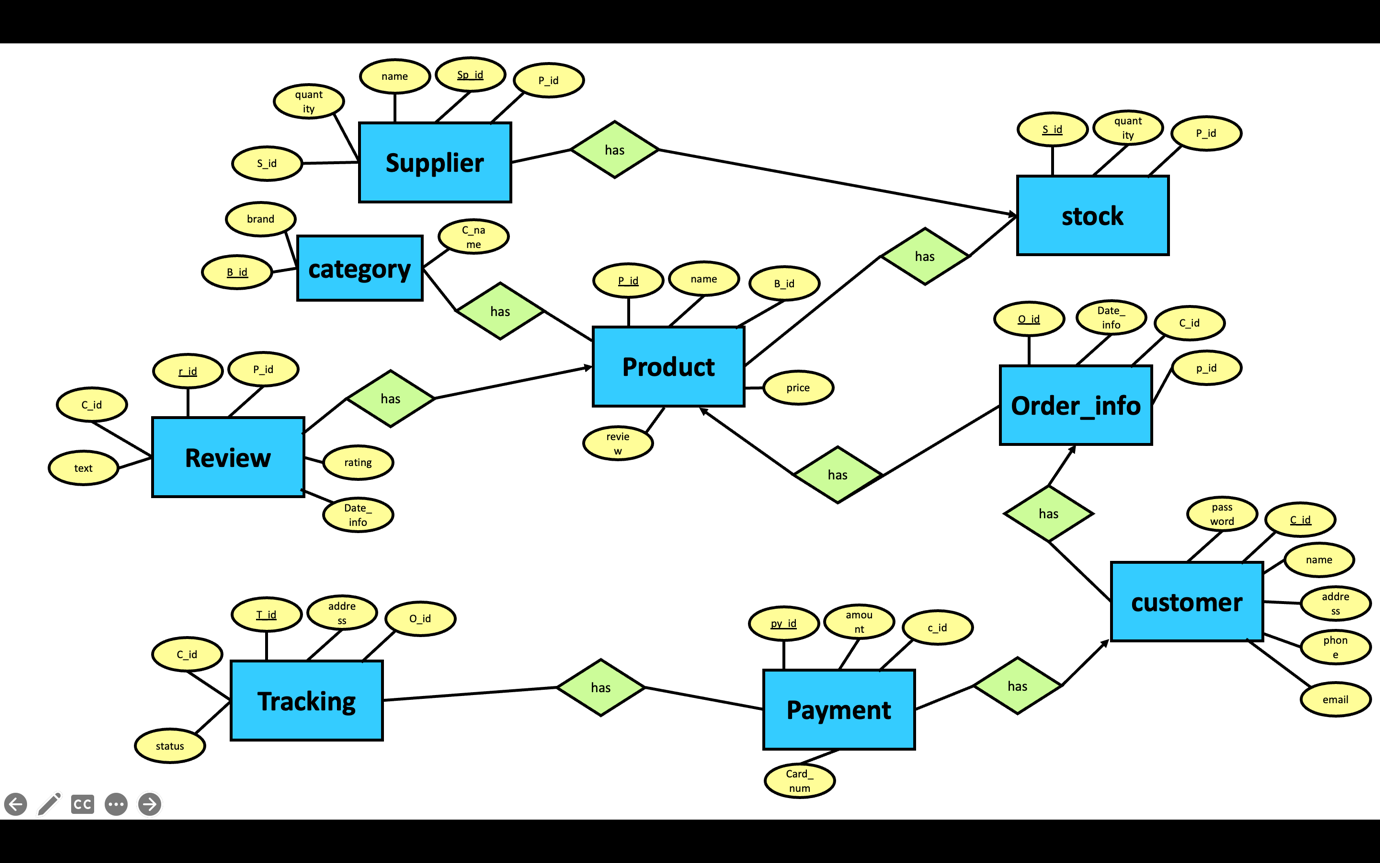 name
Sp_id
P_id
quant
ity
S_id
Supplier
has
S_id
quant
ity
P_id
stock
brand
B_id
C_na
me
category
has
has
P_id
name
B_id
Product
price
revie
w
O_id
Date_
info
C_id
p_id
Order_info
r_id
P_id
C_id
text
Review
rating
Date_
info
has
has
has
pass
word
C_id
name
addre
ss
phon
e
email
customer
T_id
addre
ss
O_id
C_id
status
Tracking
has
py_id
amou
nt
c_id
Payment
Card_
num
has
CC